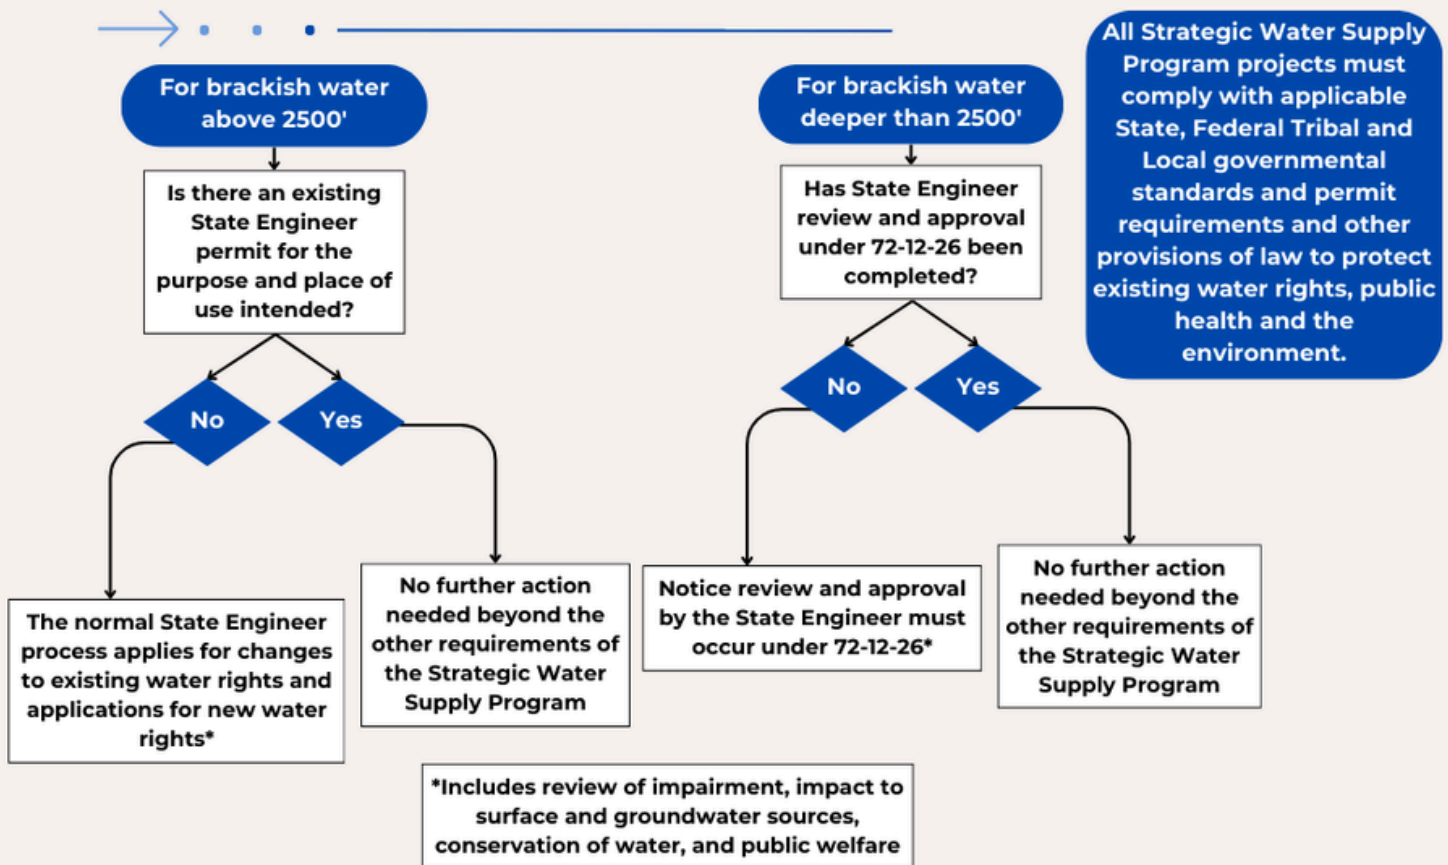 For brackish water
above 2500'
Is there an existing
State Engineer
permit for the
purpose and place of
use intended?
No
Yes
The normal State Engineer
process applies for changes
to existing water rights and
applications for new water
rights*
No further action
needed beyond the
other requirements of
the Strategic Water
Supply Program
For brackish water
deeper than 2500'
Has State Engineer
review and approval
under 72-12-26 been
completed?
No
Yes
Notice review and approval
by the State Engineer must
occur under 72-12-26*
No further action
needed beyond the
other requirements of
the Strategic Water
Supply Program
All Strategic Water Supply
Program projects must
comply with applicable
State, Federal Tribal and
Local governmental
standards and permit
requirements and other
provisions of law to protect
existing water rights, public
health and the
environment.
*Includes review of impairment, impact to
surface and groundwater sources,
conservation of water, and public welfare